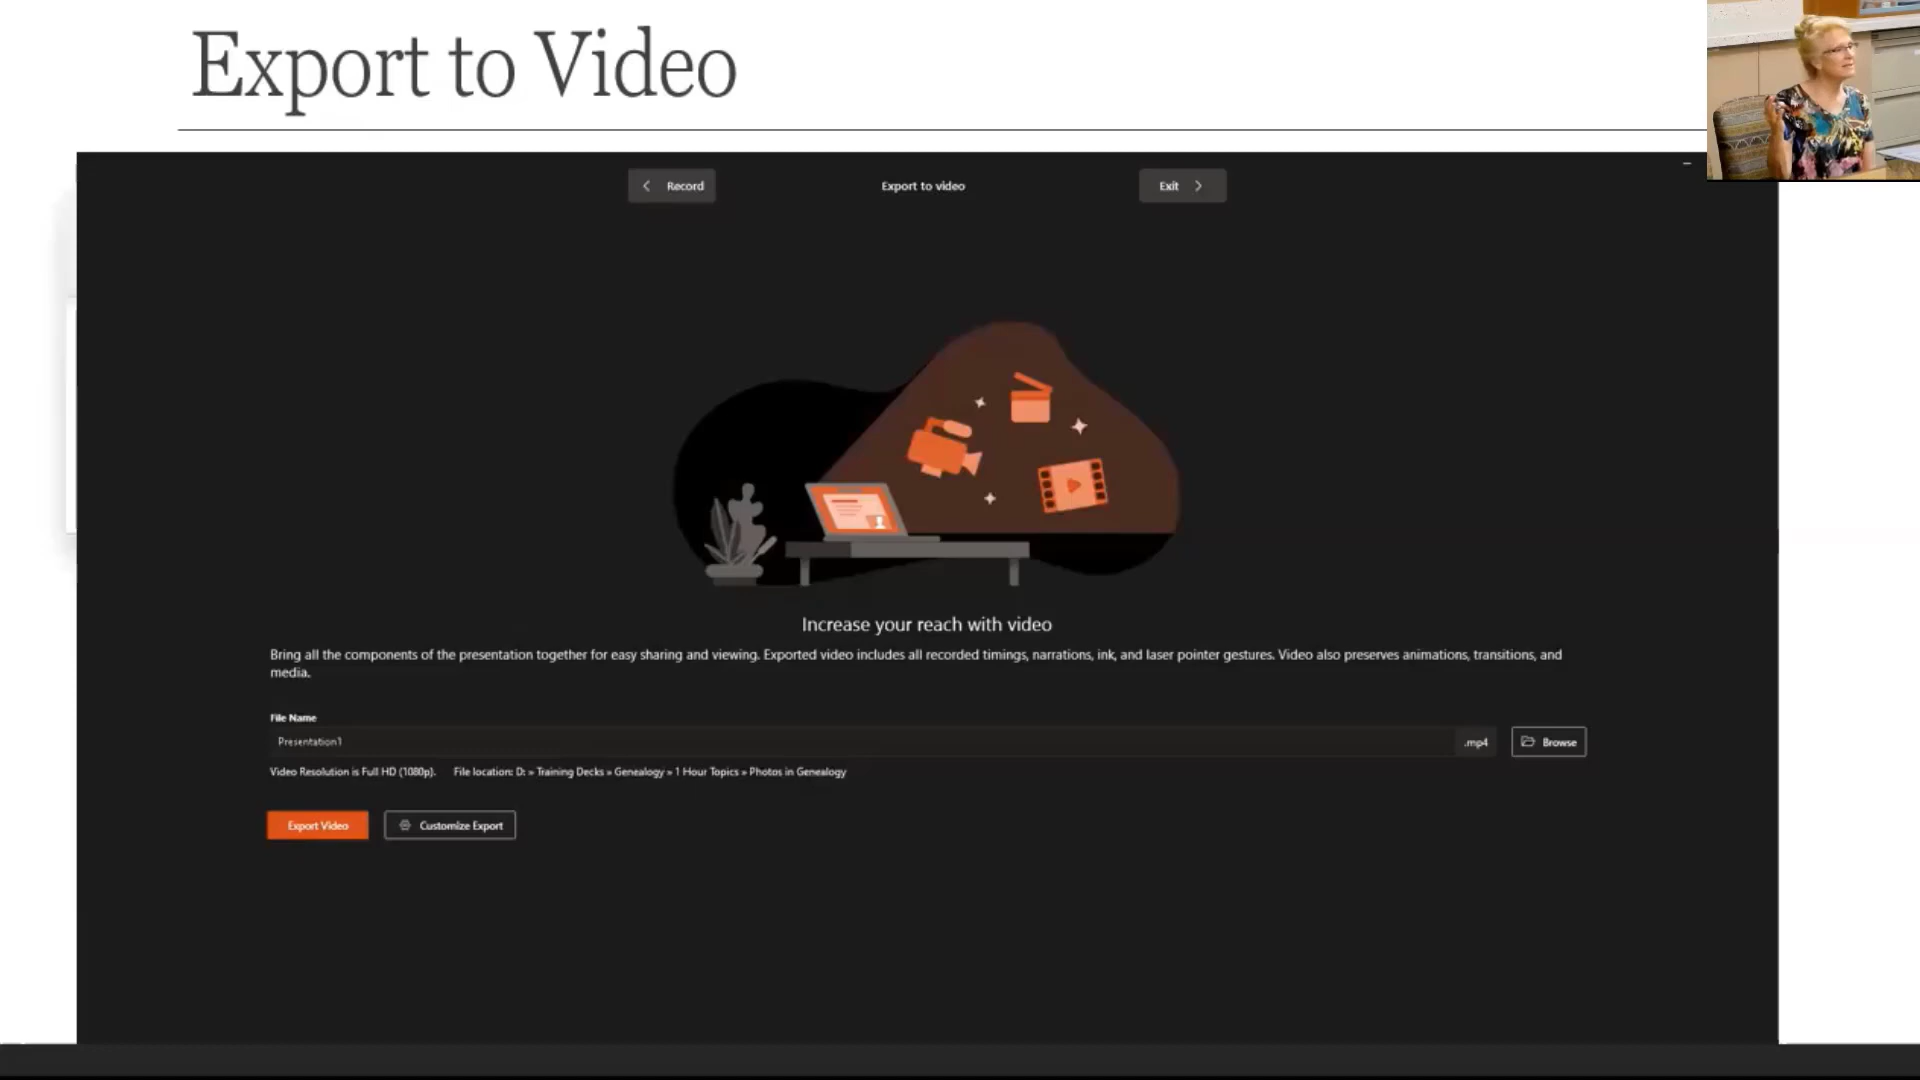 Export to Video
Record
Export to video
Exit
Increase your reach with video
Bring all the components of the presentation together for easy sharing and viewing. Exported video includes all recorded timings, narrations, ink, and laser pointer gestures. Video also preserves animations, transitions, and
media.
File Name
Presentation1
.mp4
Browse
Video Resolution is Full HD (1080p). File location: D: » Training Decks » Genealogy » 1 Hour Topics » Photos in Genealogy
Export Video
Customize Export